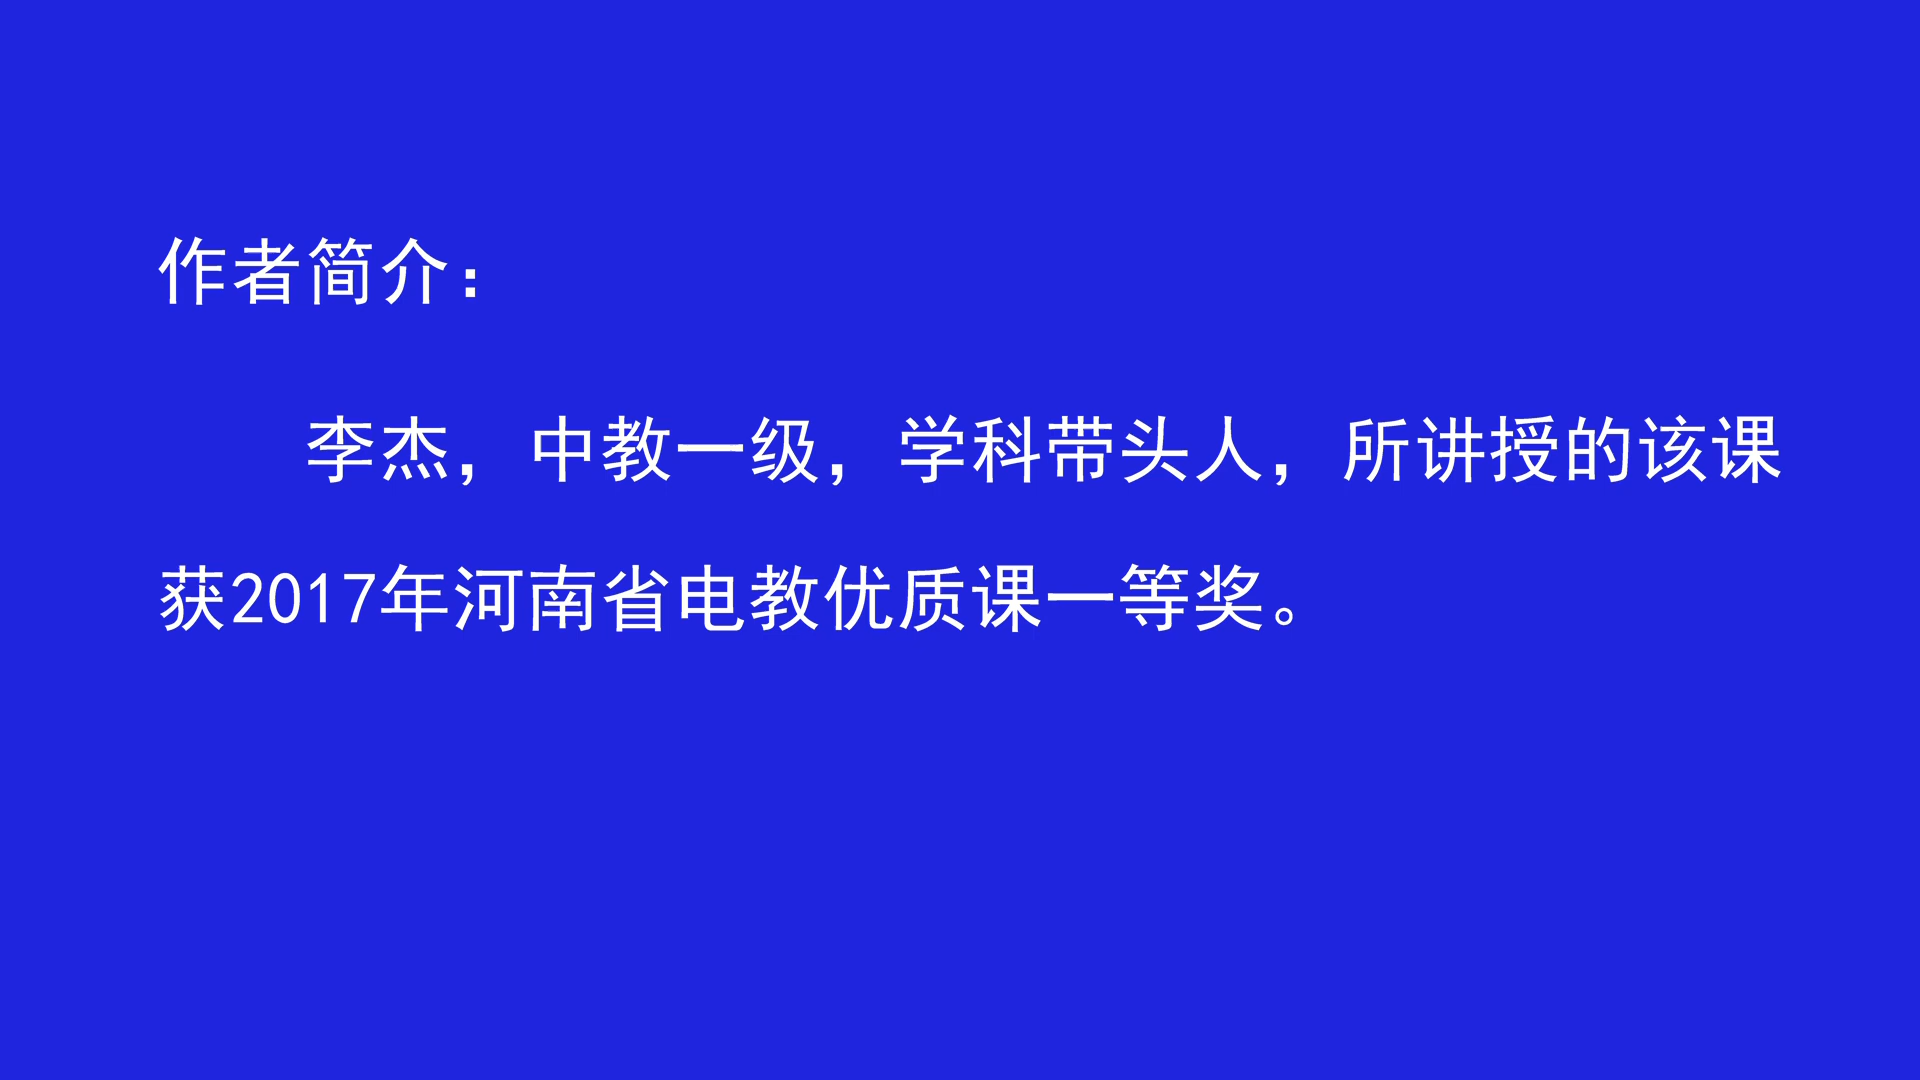 作者简介：
李杰，中教一级，学科带头人，所讲授的该课
获2017年河南省电教优质课一等奖。